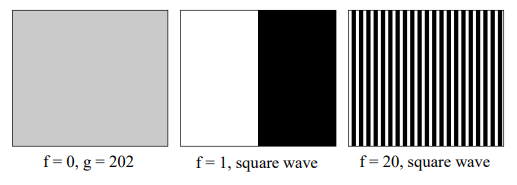 f = 0, g = 202
f = 1, square wave
f = 20, square wave